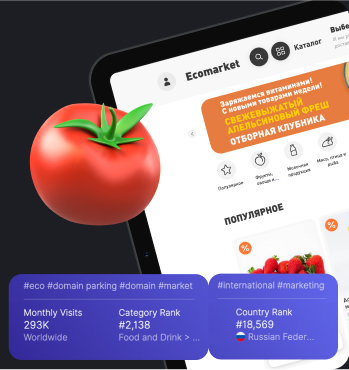 Ecomarket
Каталог
Заряжаемся витаминами!
С новыми товарами недели!
СВЕЖЕВЫЖАТЫЙ
АПЕЛЬСИНОВЫЙ ФРЕШ
ОТБОРНАЯ КЛУБНИКА
Популярное
Фрукты,
овощи и...
Молочная
продукция
Мясо, птица и
рыба
ПОПУЛЯРНОЕ
%
%
#eco #domain parking #domain #market
Monthly Visits
293K
Worldwide
Category Rank
#2,138
Food and Drink > ...
#international #marketing
Country Rank
#18,569
Russian Feder...